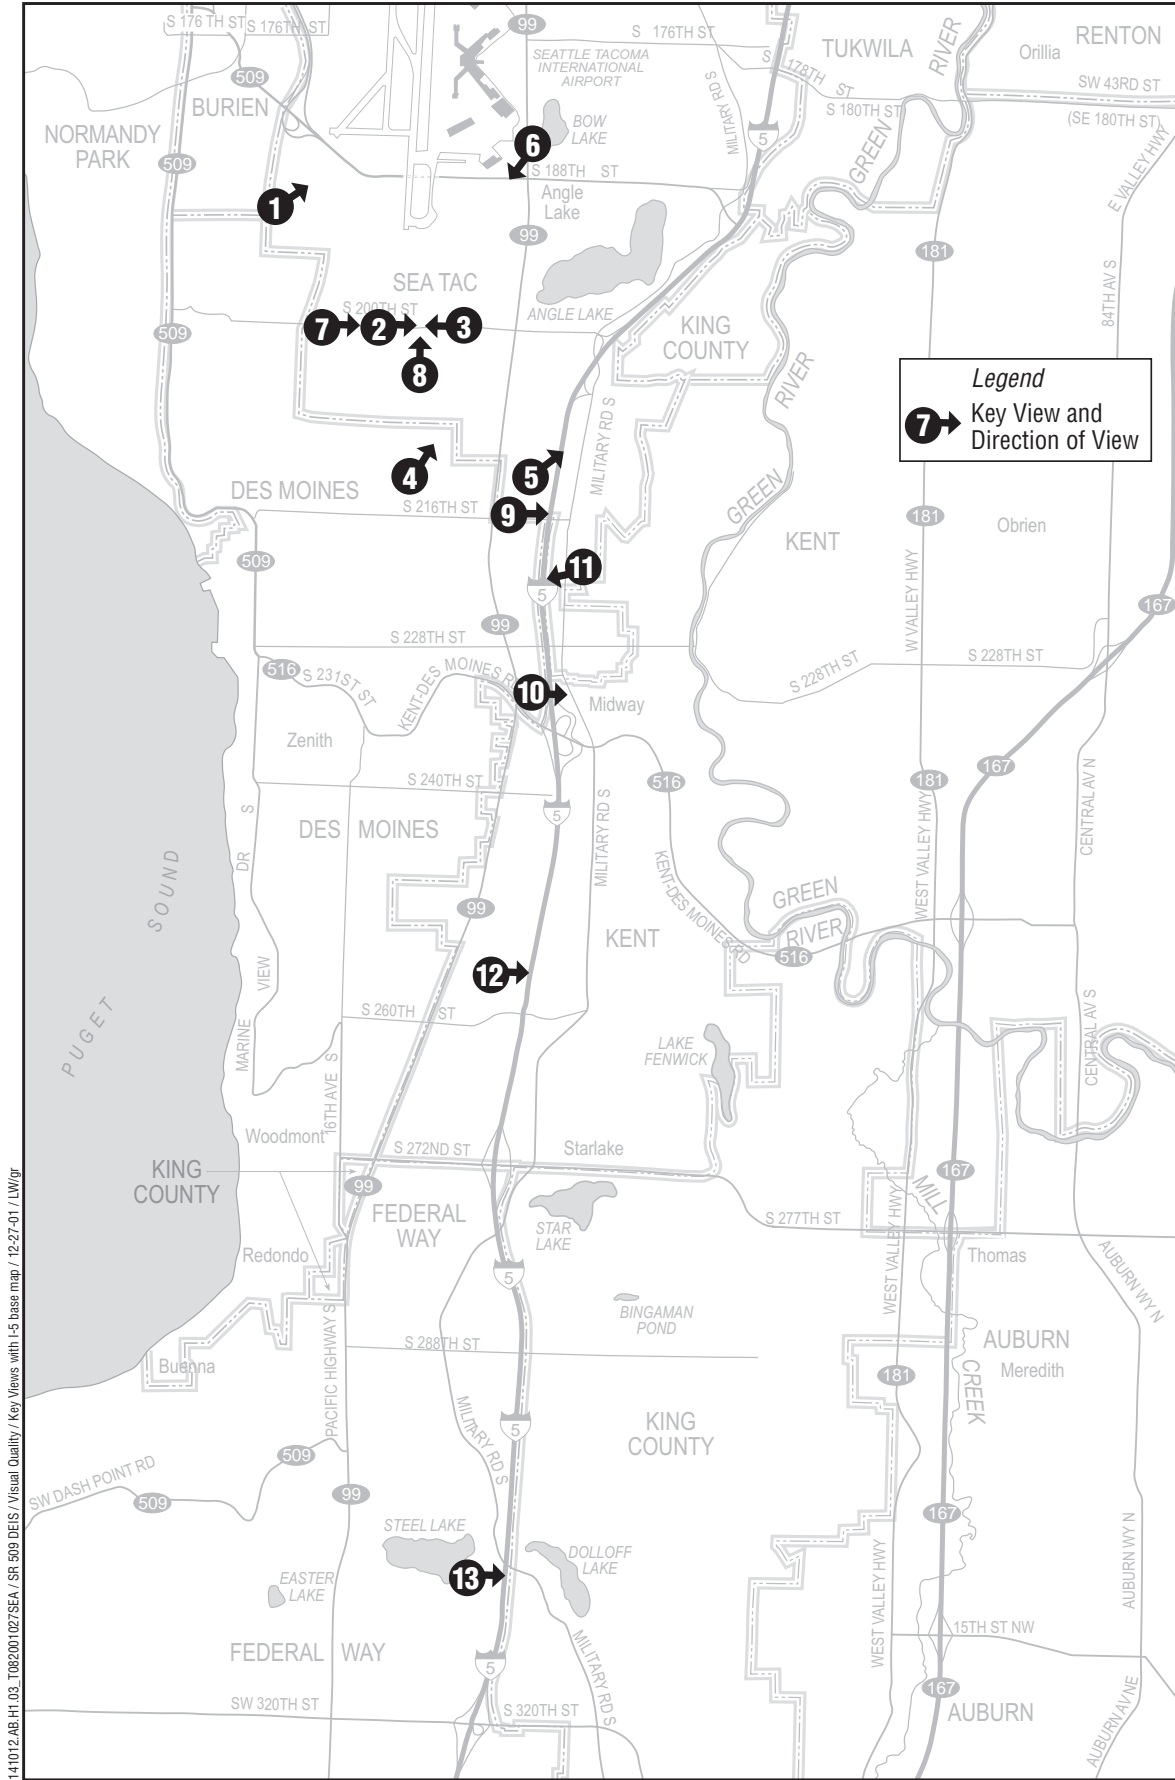 S 176 TH ST
S 176TH ST
99
S 176TH ST
TUKWILA
RIVER
Orillia
RENTON
SEATTLE TACOMA
INTERNATIONAL
AIRPORT
S 178TH ST
509
BURIEN
MILITARY RD S
SW 43RD ST
S 180TH ST
(SE 180TH ST)
NORMANDY
PARK
BOW
LAKE
5
GREEN
E VALLEY HWY
509
6
S 188TH ST
Angle
Lake
1
99
181
84TH AV S
SEA TAC
S 200TH ST
ANGLE LAKE
KING
COUNTY
509
7
2
3
8
RIVER
Legend
7
Key View and
Direction of View
MILITARY RD S
4
5
DES MOINES
S 216TH ST
9
GREEN
181
Obrien
KENT
509
11
5
W VALLEY HWY
167
99
S 228TH ST
S 228TH ST
S 228TH ST
516
S 231ST ST
KENT-DES MOINES R
10
Midway
Zenith
167
S 240TH ST
516
181
CENTRAL AV N
5
MILITARY RD S
DES MOINES
WEST VALLEY HWY
PUGET SOUND
MARINE VIEW DR S
KENT-DES MOINES RD
GREEN
RIVER
99
KENT
516
12
S 260TH ST
CENTRAL AV S
LAKE
FENWICK
16TH AVE S
Woodmont
S 272ND ST
Starlake
KING
COUNTY
99
167
MILL
FEDERAL
WAY
STAR
LAKE
S 277TH ST
WEST VALLEY HWY
Redondo
Thomas
AUBURN WY N
5
BINGAMAN
POND
PACIFIC HIGHWAY S
S 288TH ST
AUBURN
Meredith
Buenna
181
CREEK
MILITARY RD S
5
KING
COUNTY
509
SW DASH POINT RD
509
99
167
STEEL LAKE
DOLLOFF
LAKE
13
EASTER
LAKE
WEST VALLEY HWY
AUBURN WY N
15TH ST NW
FEDERAL WAY
5
MILITARY RD S
167
SW 320TH ST
S 320TH ST
AUBURN
AUBURN AV NE
141012.AB.H1.03_T082001027SEA / SR 509 DEIS / Visual Quality / Key Views with I-5 base map / 12-27-01 / LW/gr